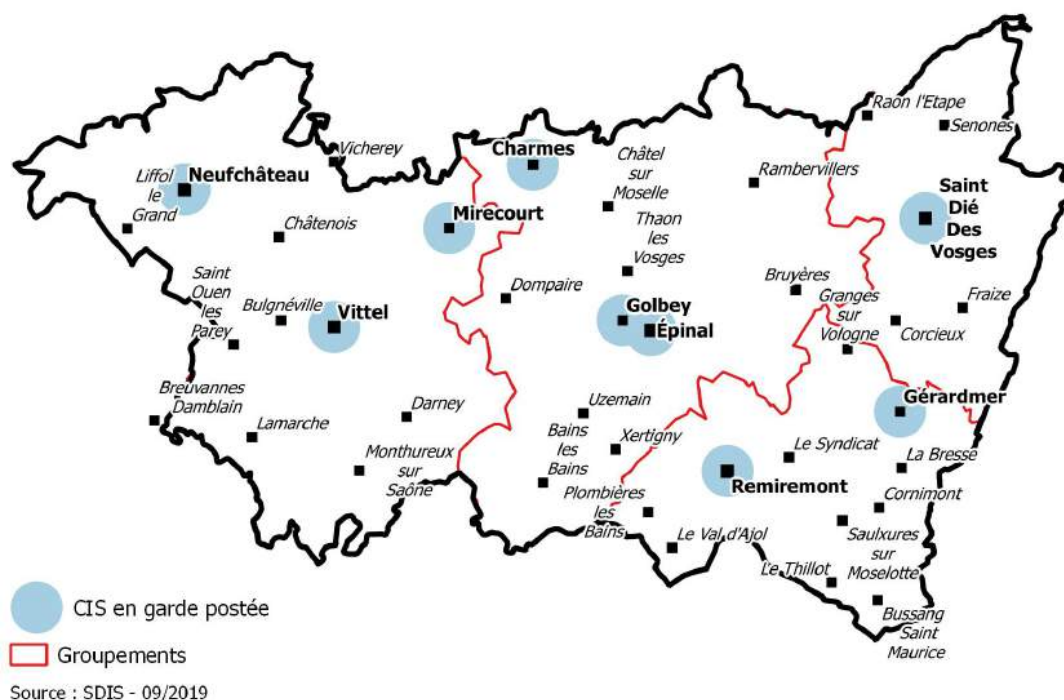 Raon l'Etape
Senones
Charmes
Vicherey
Châtel
sur
Moselle
Rambervillers
Liffol
le
Grand
Neufchâteau
Saint
Dié
Des
Vosges
Mirecourt
Châtenois
Thaon
les
Vosges
Saint
Ouen
les
Parey
Dompaire
Bruyères
Granges
sur
Vologne
Fraize
Bulgnéville
Vittel
Golbey
Épinal
Corcieux
Breuvannes
Damblain
Gérardmer
Darney
Uzemain
Lamarche
Bains
les
Bains
Xertigny
Le Syndicat
La Bresse
Monthureux
sur
Saône
Remiremont
Plombières
les
Bains
Cornimont
Le Val d'Ajol
Saulxures
sur
Moselotte
Le Thillot
Bussang
Saint
Maurice
CIS en garde postée
Groupements
Source : SDIS - 09/2019